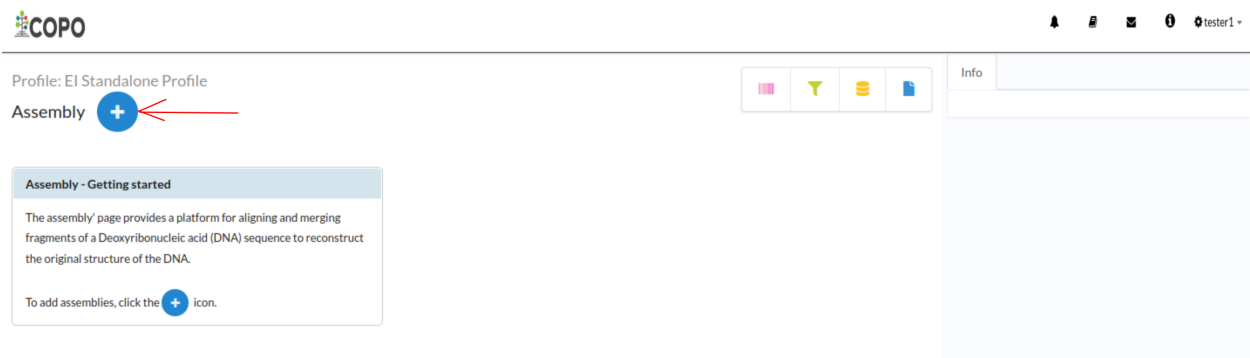 COPO
tester1
Profile: EI Standalone Profile
Info
Assembly
Assembly - Getting started
The assembly' page provides a platform for aligning and merging
fragments of a Deoxyribonucleic acid (DNA) sequence to reconstruct
the original structure of the DNA.
To add assemblies, click the + icon.